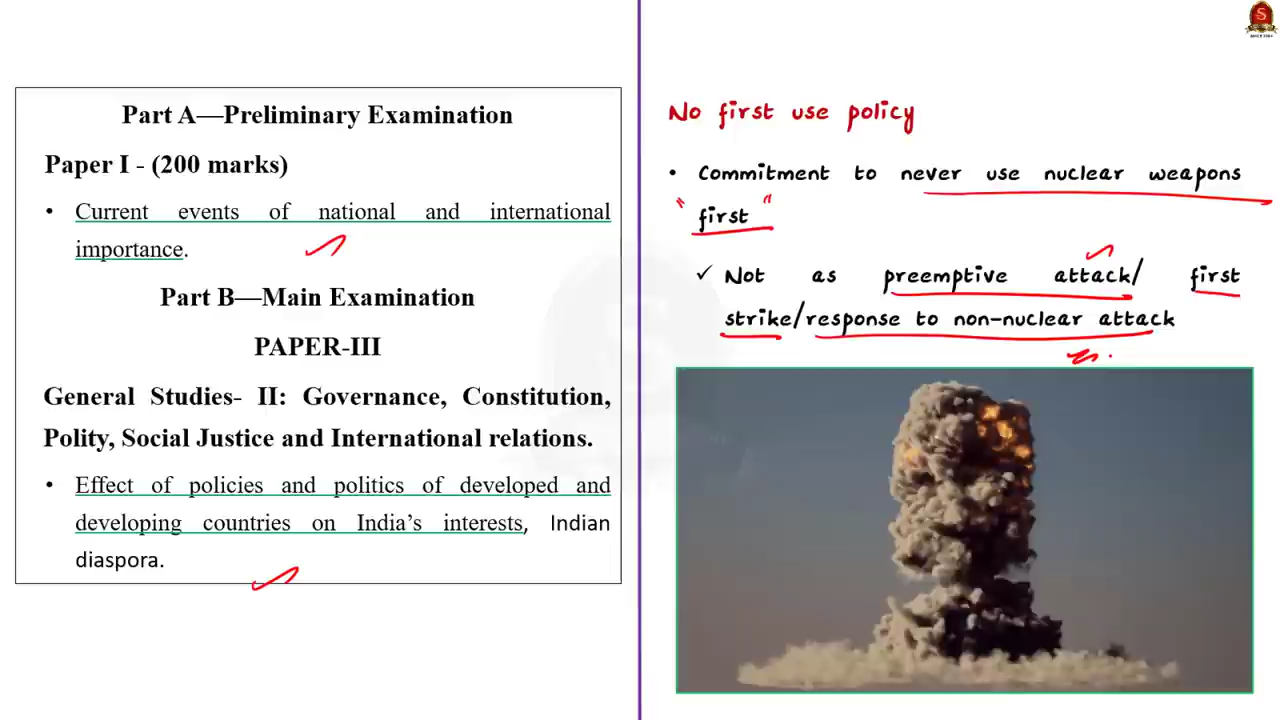 Part A—Preliminary Examination
Paper I - (200 marks)
• Current events of national and international
importance.
Part B—Main Examination
PAPER-III
General Studies- II: Governance, Constitution,
Polity, Social Justice and International relations.
• Effect of policies and politics of developed and
developing countries on India’s interests, Indian
diaspora.
No first use policy
• Commitment to never use nuclear weapons
" first "
✓ Not as preemptive attack/ first
strike/response to non-nuclear attack